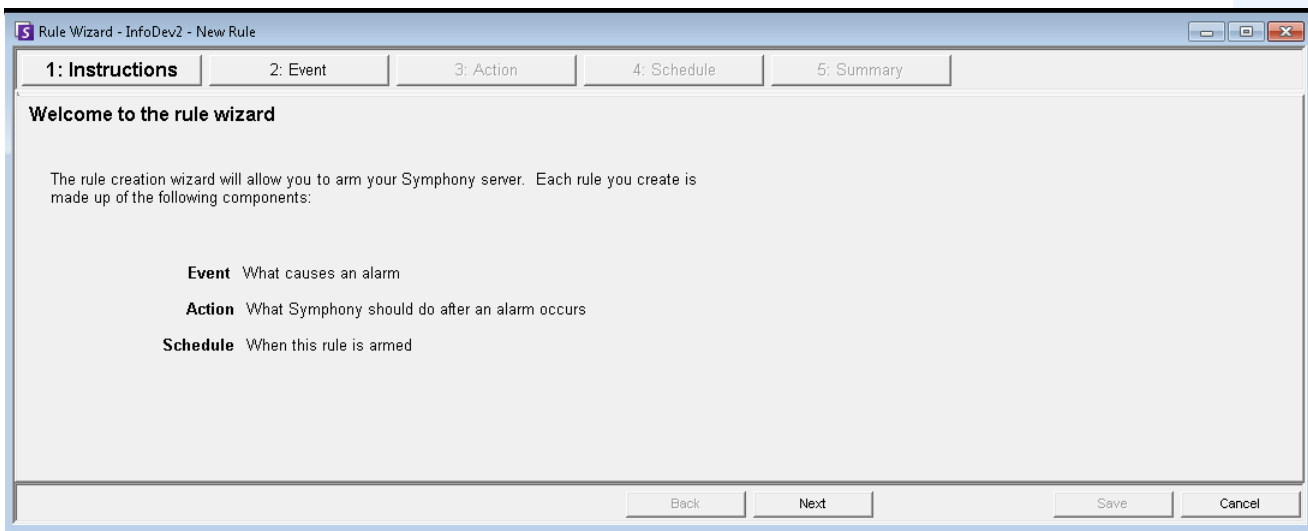 Rule Wizard - InfoDev2 - New Rule
1: Instructions
2: Event
3: Action
4: Schedule
5: Summary
Welcome to the rule wizard
The rule creation wizard will allow you to arm your Symphony server. Each rule you create is
made up of the following components:
Event What causes an alarm
Action What Symphony should do after an alarm occurs
Schedule When this rule is armed
Back
Next
Save
Cancel